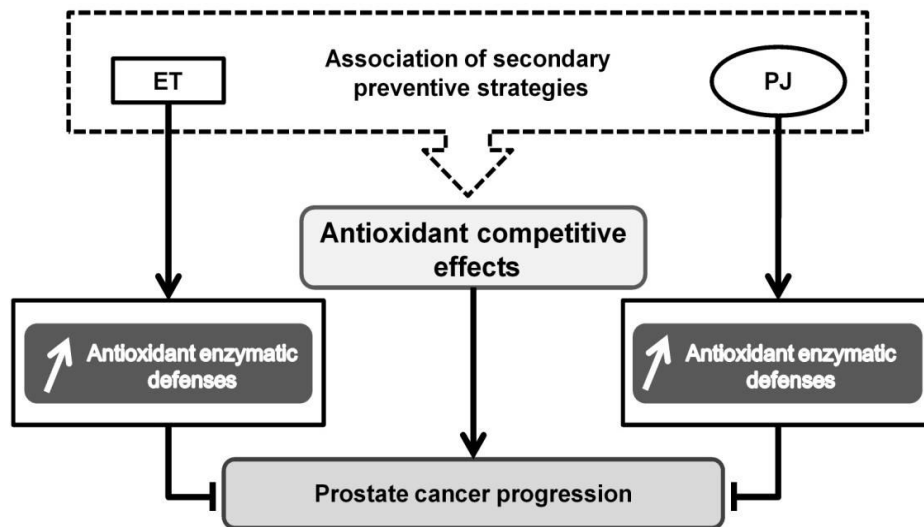 Association of secondary
preventive strategies
ET
PJ
Antioxidant competitive
effects
Antioxidant enzymatic
defenses
Antioxidant enzymatic
defenses
Prostate cancer progression